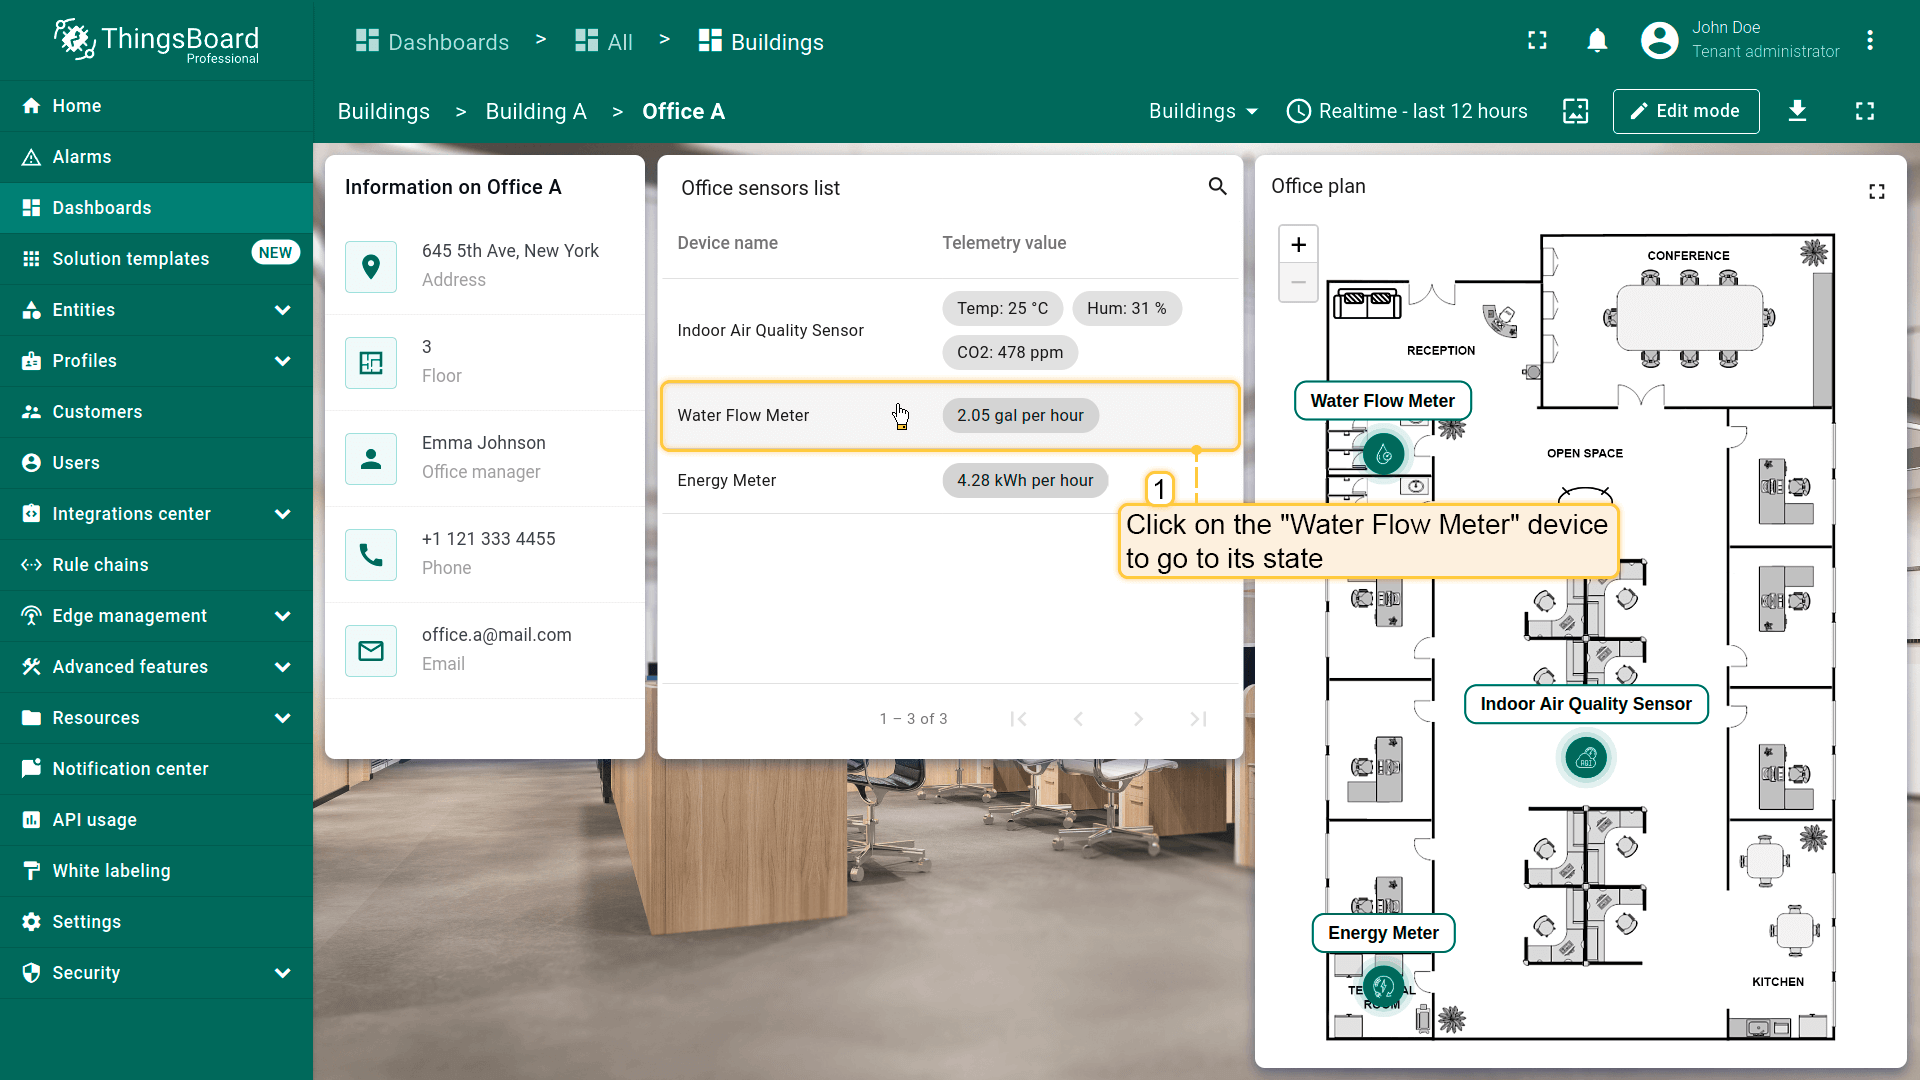 ThingsBoard
Professional
Dashboards > All > Buildings
John Doe
Tenant administrator
Buildings > Building A > Office A
Buildings
Realtime - last 12 hours
Edit mode
Home
Alarms
Dashboards
Solution templates
NEW
Entities
Profiles
Customers
Users
Integrations center
Rule chains
Edge management
Advanced features
Resources
Notification center
API usage
White labeling
Settings
Security
Information on Office A
645 5th Ave, New York
Address
3
Floor
Emma Johnson
Office manager
+1 121 333 4455
Phone
office.a@mail.com
Email
Office sensors list
Device name
Telemetry value
Indoor Air Quality Sensor
Temp: 25 °C
Hum: 31 %
CO2: 478 ppm
Water Flow Meter
2.05 gal per hour
Energy Meter
4.28 kWh per hour
1 – 3 of 3
1
Click on the "Water Flow Meter" device
to go to its state
Office plan
+
−
CONFERENCE
RECEPTION
Water Flow Meter
OPEN SPACE
Indoor Air Quality Sensor
AQI
Energy Meter
KITCHEN